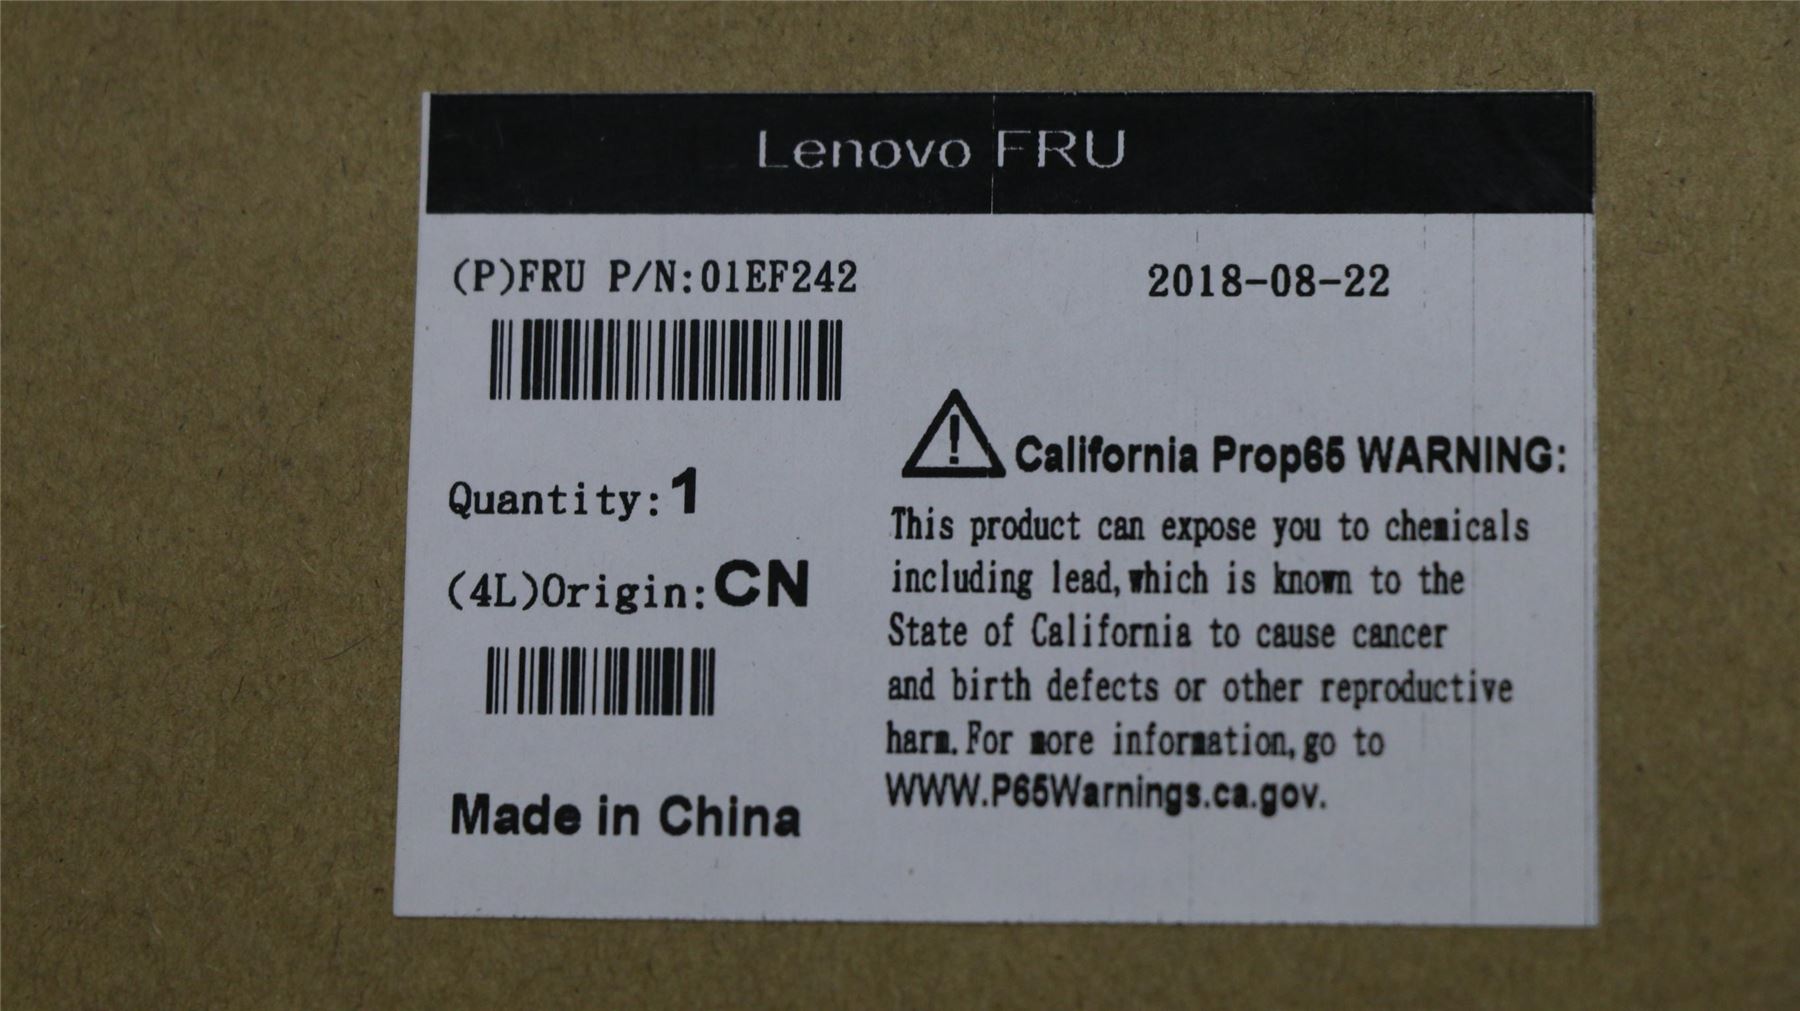 Lenovo FRU
(P)FRU P/N:01EF242
2018-08-22
Quantity:1
(4L)Origin:CN
Made in China
California Prop65 WARNING:
This product can expose you to chemicals
including lead,which is known to the
State of California to cause cancer
and birth defects or other reproductive
harm.For more information,go to
WWW.P65Warnings.ca.gov.